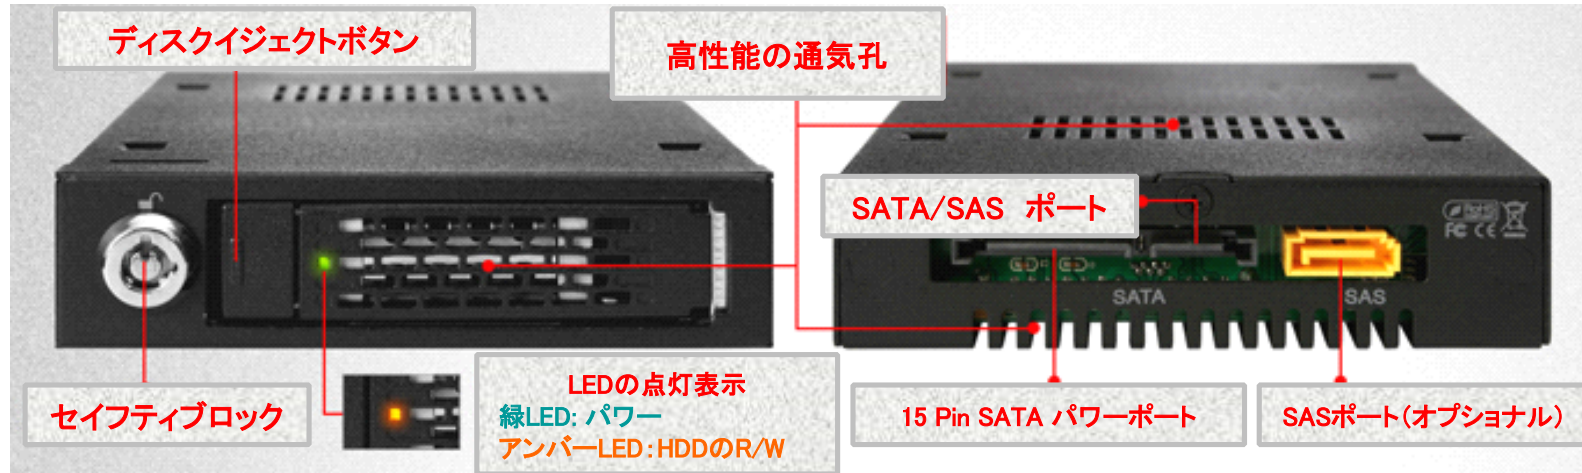 ディスクイジェクトボタン
高性能の通気孔
SATA/SAS ポート
RoHS
FC CE
SATA
SAS
セイフティブロック
LEDの点灯表示
緑LED: パワー
アンバーLED:HDDのR/W
15 Pin SATA パワーポート
SASポート(オプショナル)